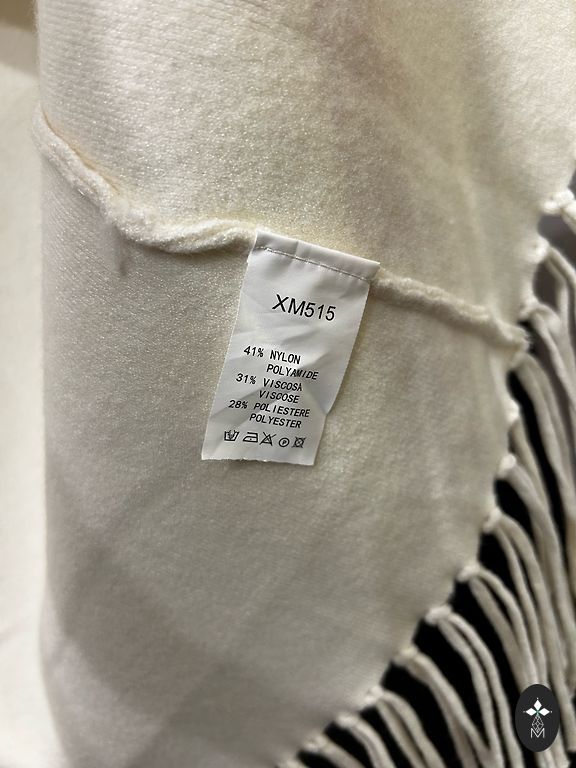 XM515
41% NYLON
POLYAMIDE
31% VISCOSA
VISCOSE
28% POLIESTERE
POLYESTER
M